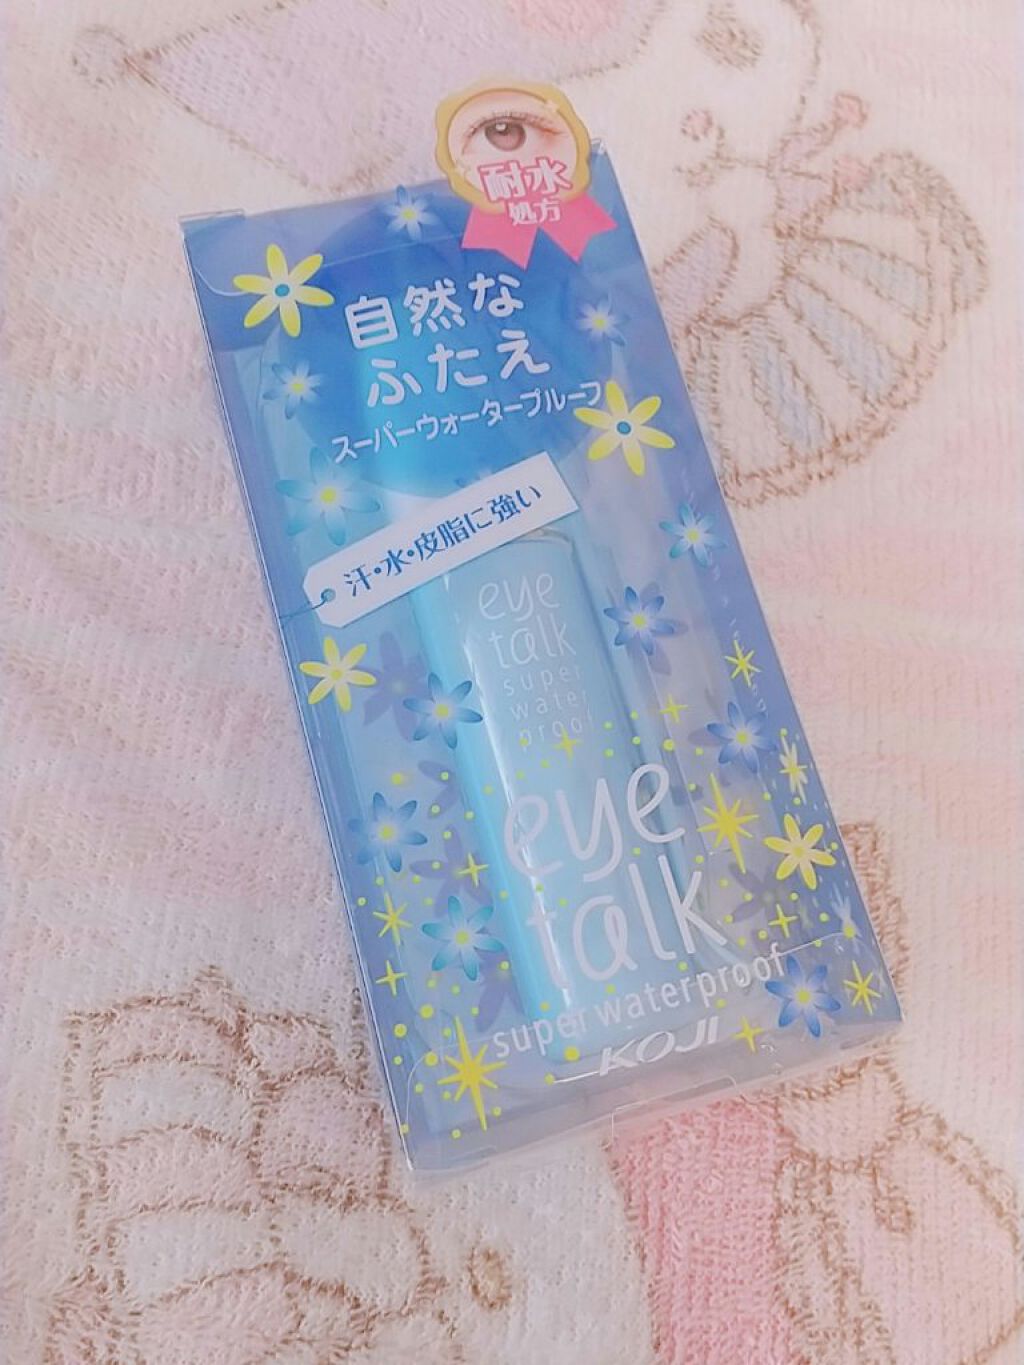 耐水
処方
自然な
ふたえ
スーパーウォータープルーフ
汗・水・皮脂に強い
eye
talk
super
water
proof
eye
talk
super waterproof
KOJI